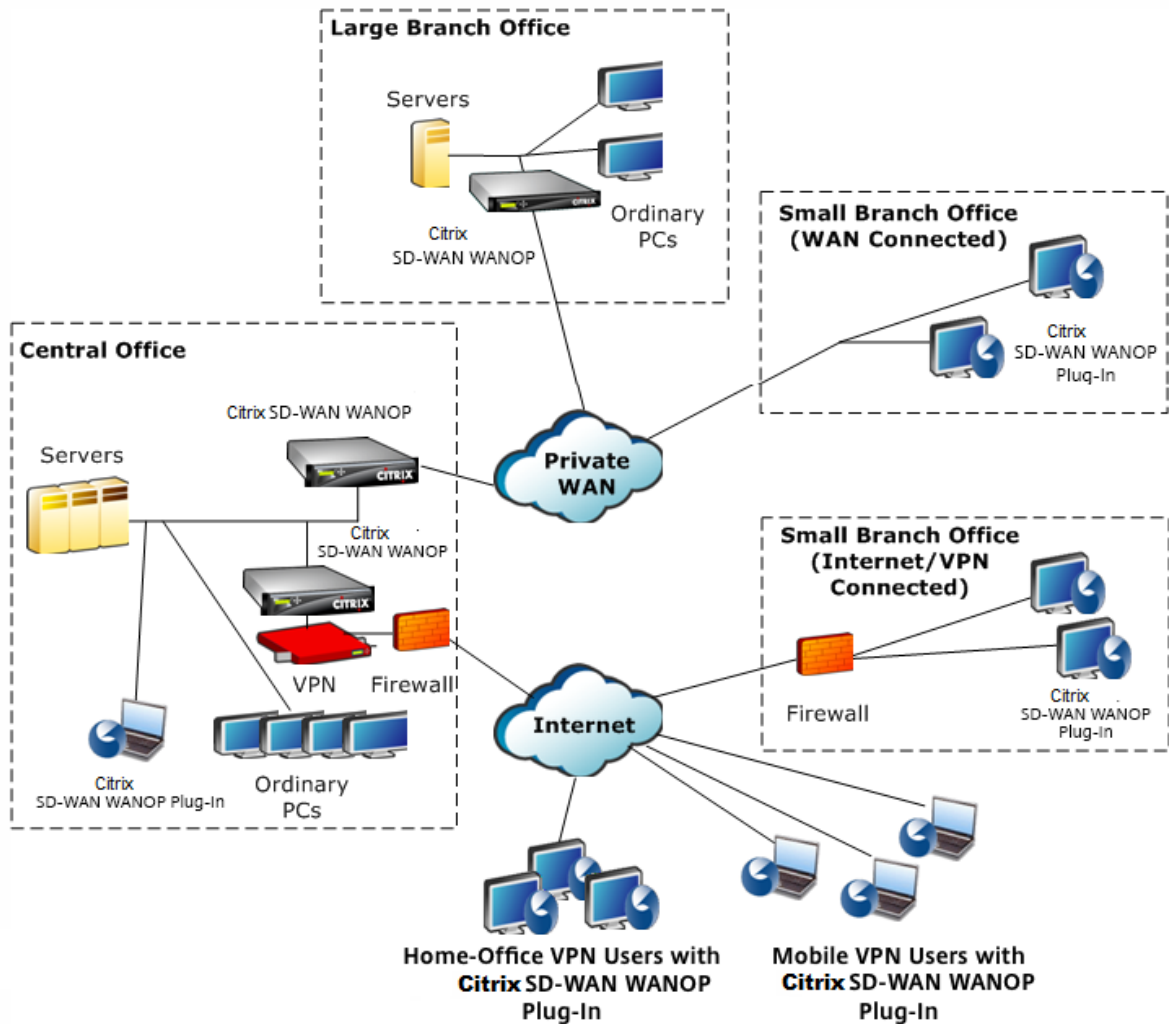 Large Branch Office
Servers
CITRIX
Ordinary
PCs
Citrix
SD-WAN WANOP
Small Branch Office
(WAN Connected)
Citrix
SD-WAN WANOP
Plug-In
Central Office
Citrix SD-WAN WANOP
Servers
CITRIX
Private
WAN
Citrix
SD-WAN WANOP
CITRIX
VPN
Firewall
Citrix
SD-WAN WANOP Plug-In
Ordinary
PCs
Small Branch Office
(Internet/VPN
Connected)
Firewall
Citrix
SD-WAN WANOP
Plug-In
Internet
Home-Office VPN Users with
Citrix SD-WAN WANOP
Plug-In
Mobile VPN Users with
Citrix SD-WAN WANOP
Plug-In